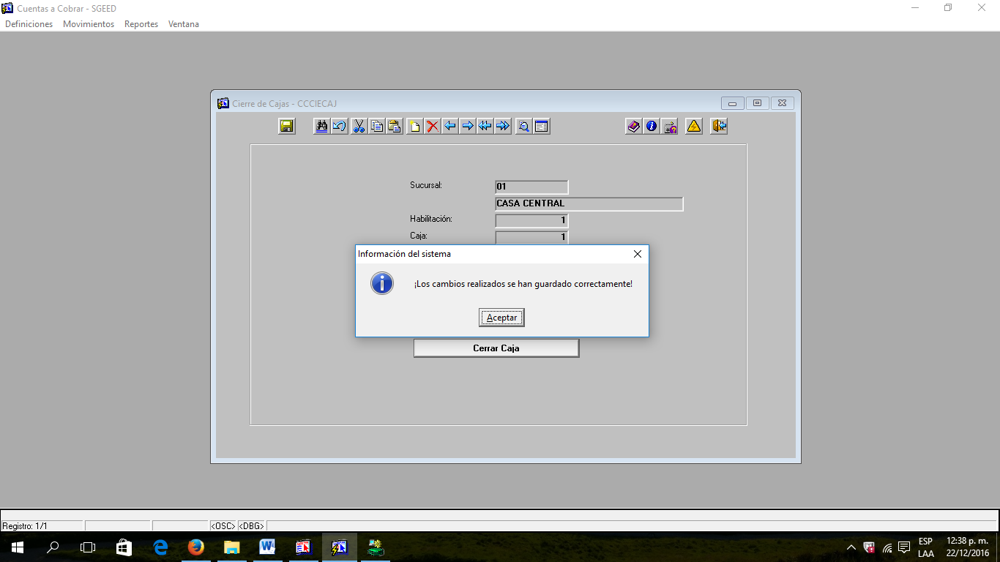 Cuentas a Cobrar - SGEED
Definiciones Movimientos Reportes Ventana
Cierre de Cajas - CCCIECAJ
Sucursal: 01
CASA CENTRAL
Habilitación: 1
Caja: 1
Información del sistema
¡Los cambios realizados se han guardado correctamente!
Aceptar
Cerrar Caja
Registro: 1/1 <OSC> <DBG>
ESP 12:38 p. m.
LAA 22/12/2016